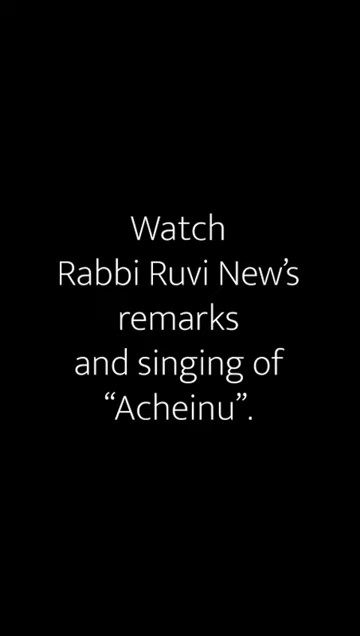 Watch
Rabbi Ruvi New’s
remarks
and singing of
“Acheinu”.